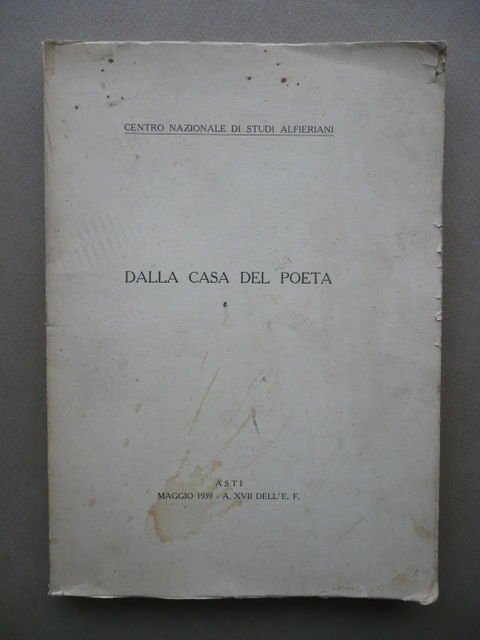 CENTRO NAZIONALE DI STUDI ALFIERIANI
DALLA CASA DEL POETA
ASTI
MAGGIO 1939 - A. XVII DELL'E. F.